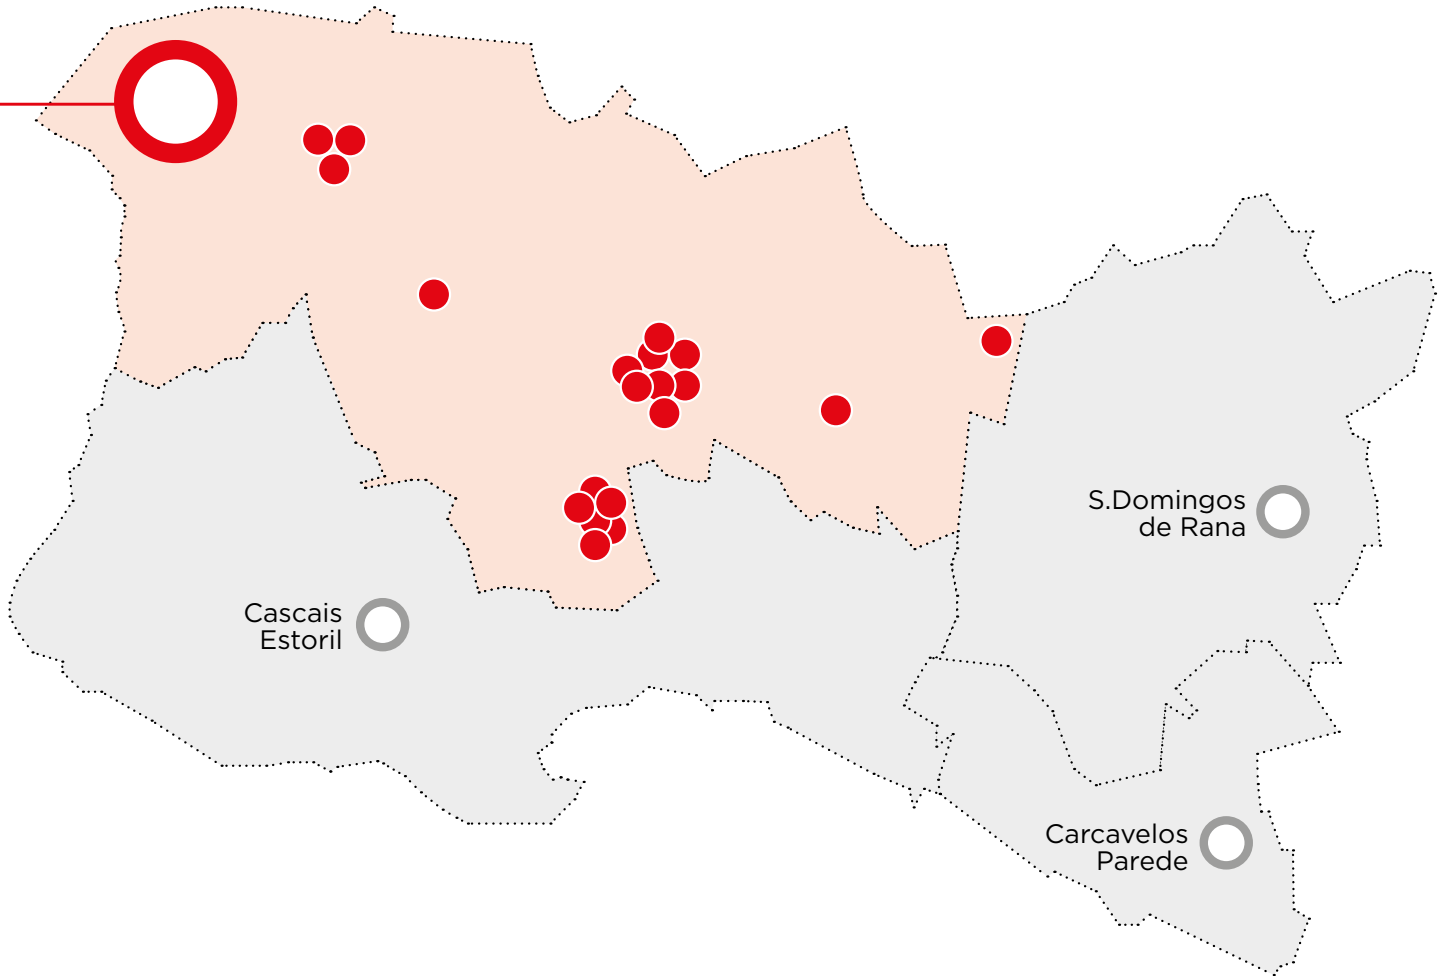 S.Domingos
de Rana
Cascais
Estoril
Carcavelos
Parede